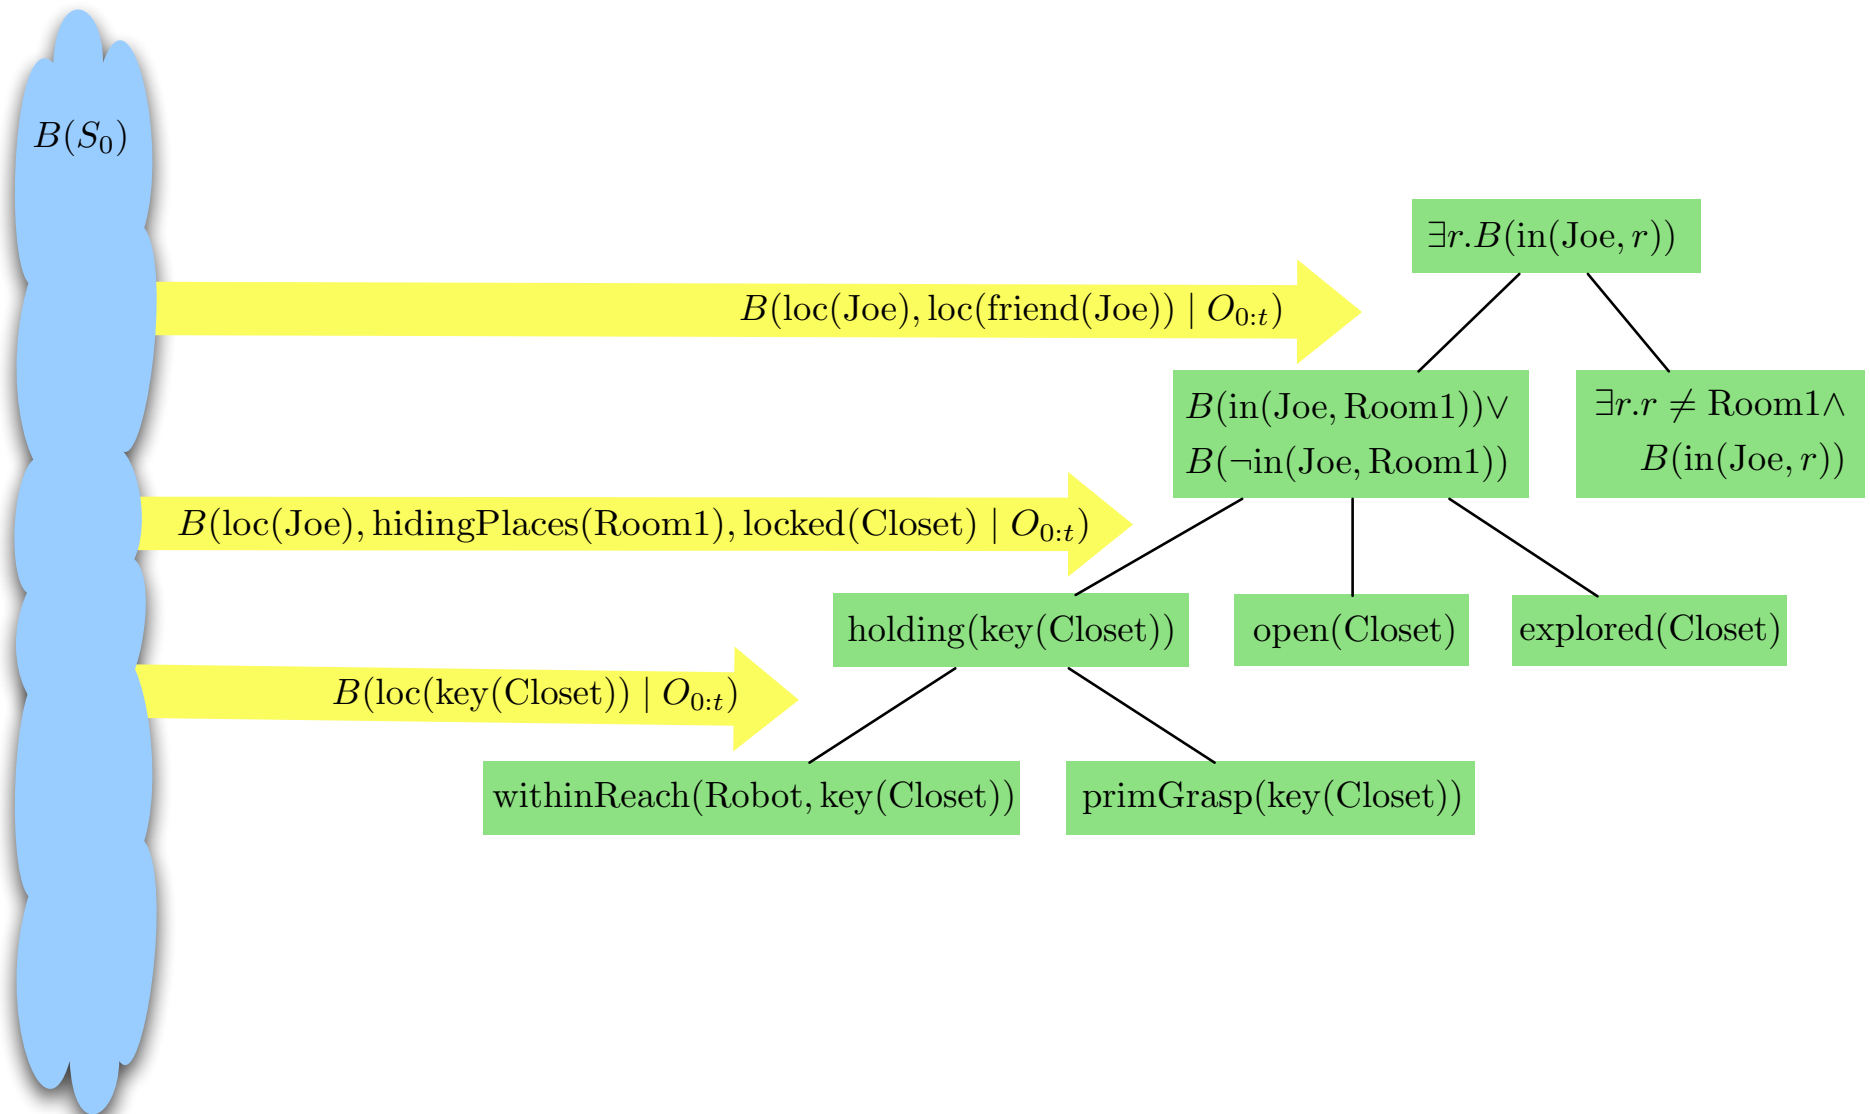 B(S₀)
∃r.B(in(Joe, r))
B(loc(Joe), loc(friend(Joe)) | O₀:ₜ)
B(in(Joe, Room1))∨
B(¬in(Joe, Room1))
∃r.r ≠ Room1∧
B(in(Joe, r))
B(loc(Joe), hidingPlaces(Room1), locked(Closet) | O₀:ₜ)
holding(key(Closet))
open(Closet)
explored(Closet)
B(loc(key(Closet)) | O₀:ₜ)
withinReach(Robot, key(Closet))
primGrasp(key(Closet))